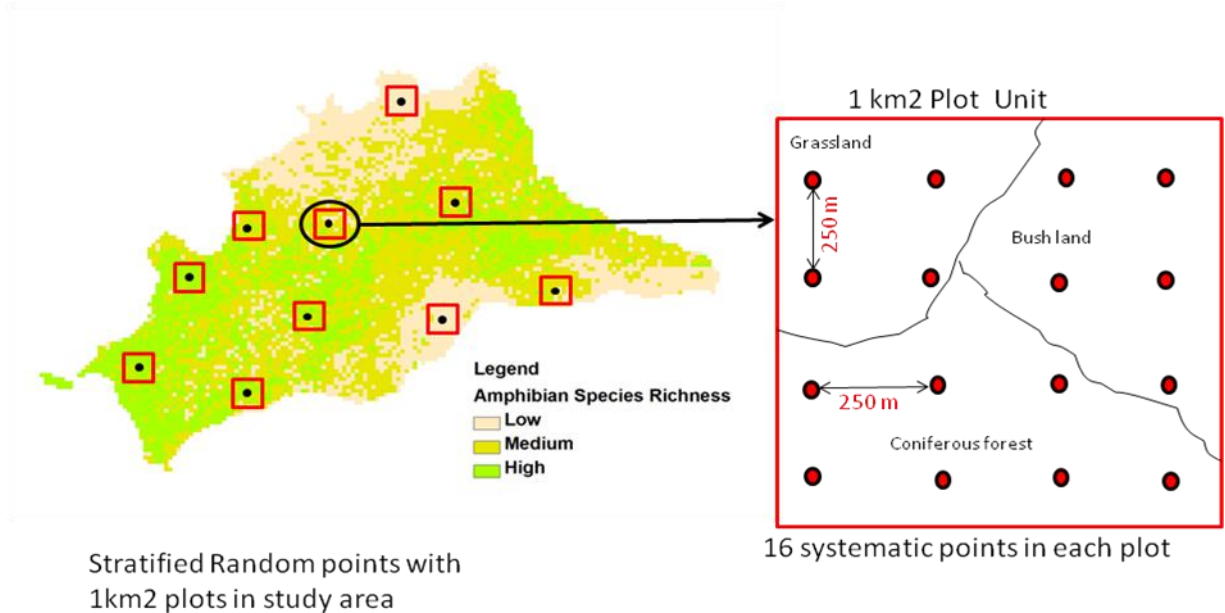 1 km2 Plot Unit
Grassland
250 m
Bush land
250 m
Coniferous forest
Legend
Amphibian Species Richness
Low
Medium
High
16 systematic points in each plot
Stratified Random points with
1km2 plots in study area